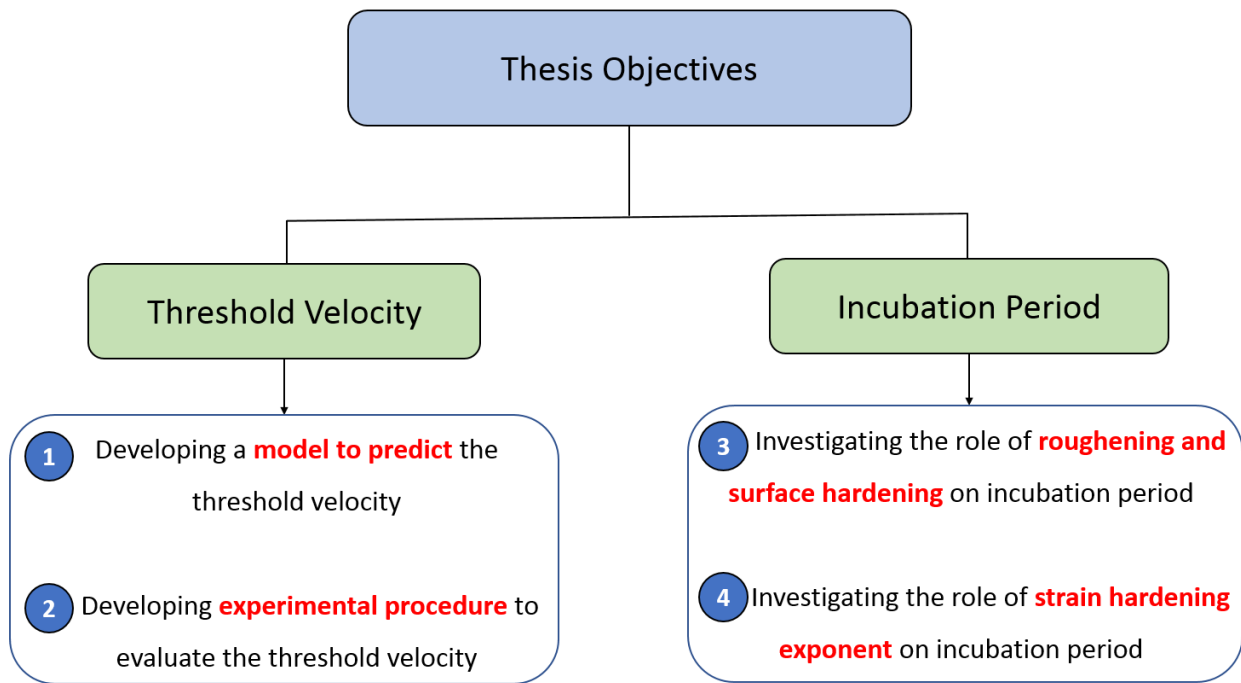 Thesis Objectives
Threshold Velocity
Incubation Period
1 Developing a model to predict the
threshold velocity
2 Developing experimental procedure to
evaluate the threshold velocity
3 Investigating the role of roughening and
surface hardening on incubation period
4 Investigating the role of strain hardening
exponent on incubation period